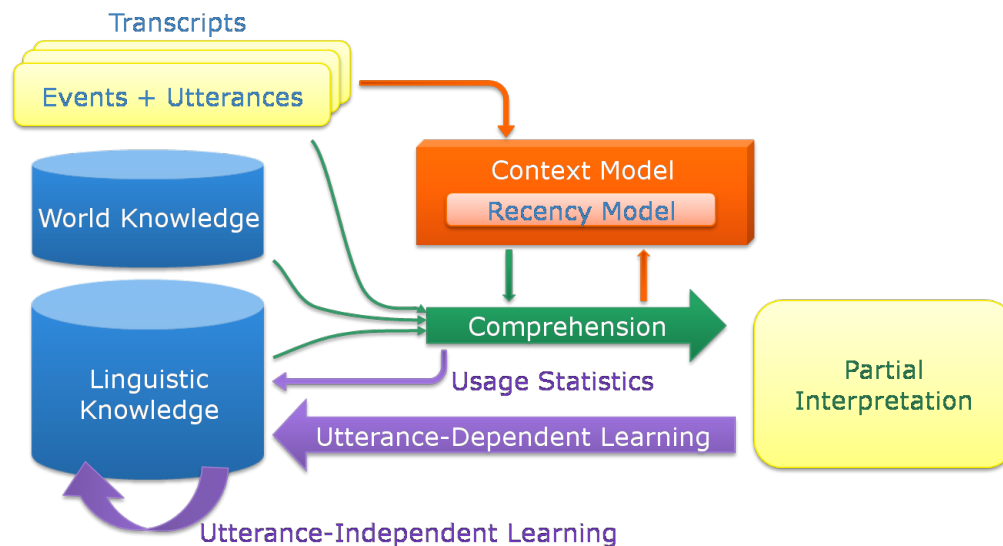 Transcripts
Events + Utterances
Context Model
Recency Model
World Knowledge
Comprehension
Linguistic
Knowledge
Usage Statistics
Partial
Interpretation
Utterance-Dependent Learning
Utterance-Independent Learning